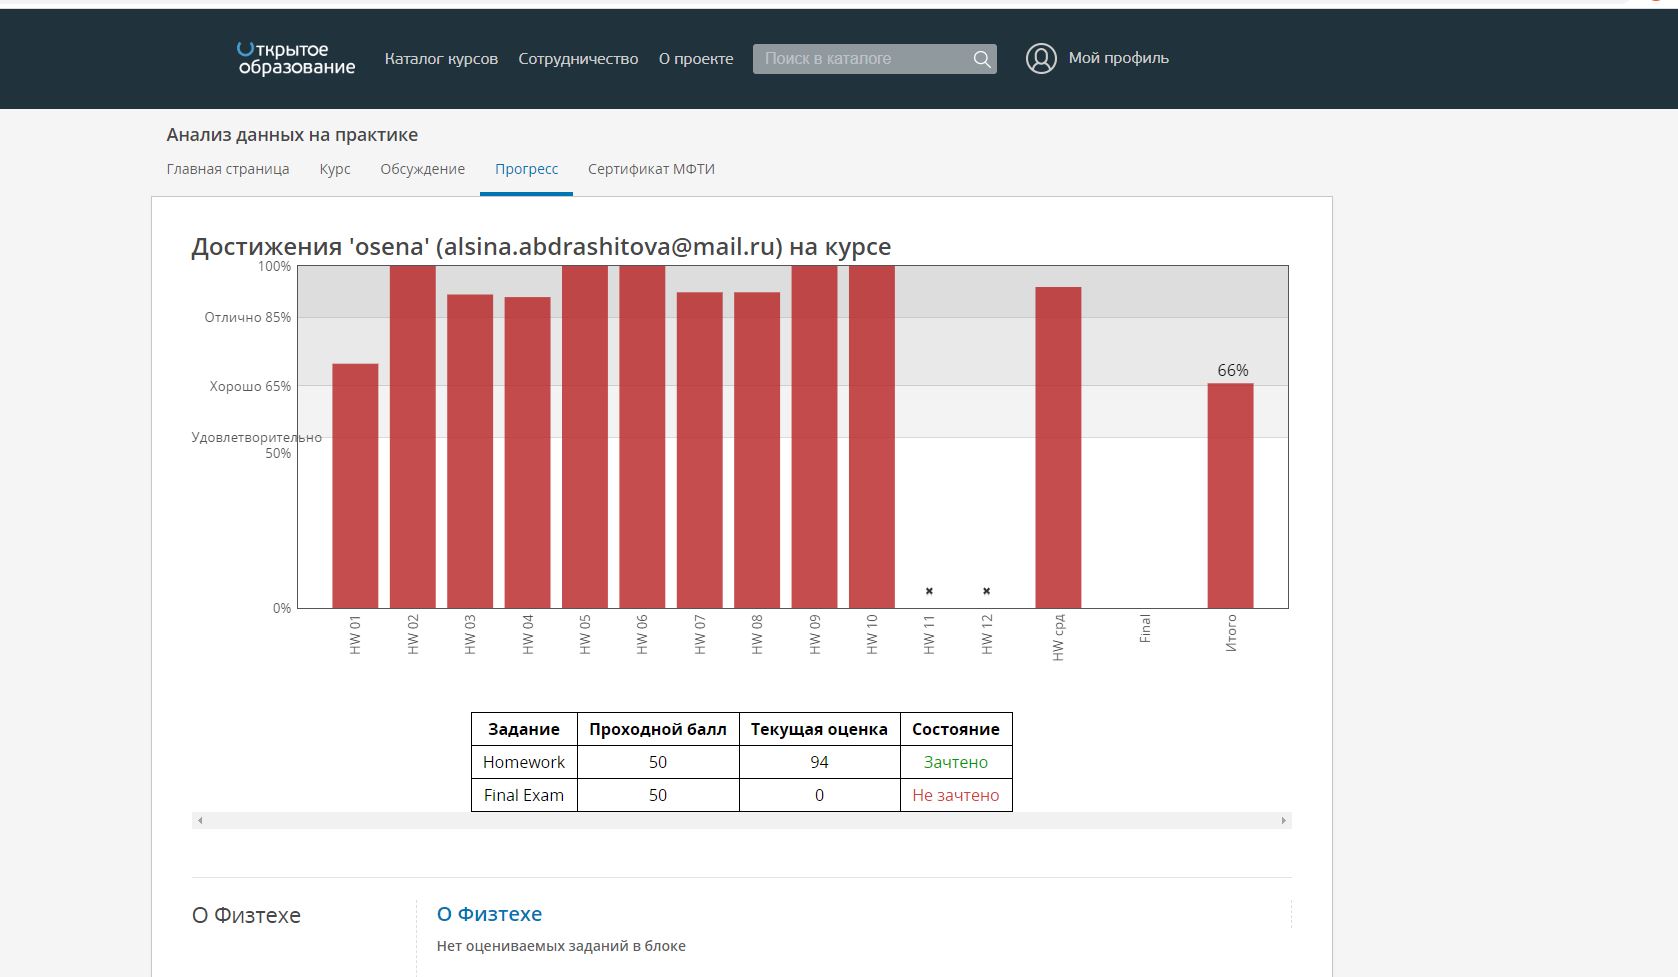 Открытое
образование
Каталог курсов Сотрудничество О проекте Поиск в каталоге Мой профиль
Анализ данных на практике
Главная страница Курс Обсуждение Прогресс Сертификат МФТИ
Достижения 'osena' (alsina.abdrashitova@mail.ru) на курсе
100%
Отлично 85%
66%
Хорошо 65%
Удовлетворительно
50%
0%
HW 01 HW 02 HW 03 HW 04 HW 05 HW 06 HW 07 HW 08 HW 09 HW 10 HW 11 HW 12 HW срд Final Итого
Задание Проходной балл Текущая оценка Состояние
Homework 50 94 Зачтено
Final Exam 50 0 Не зачтено
О Физтехе О Физтехе
Нет оцениваемых заданий в блоке